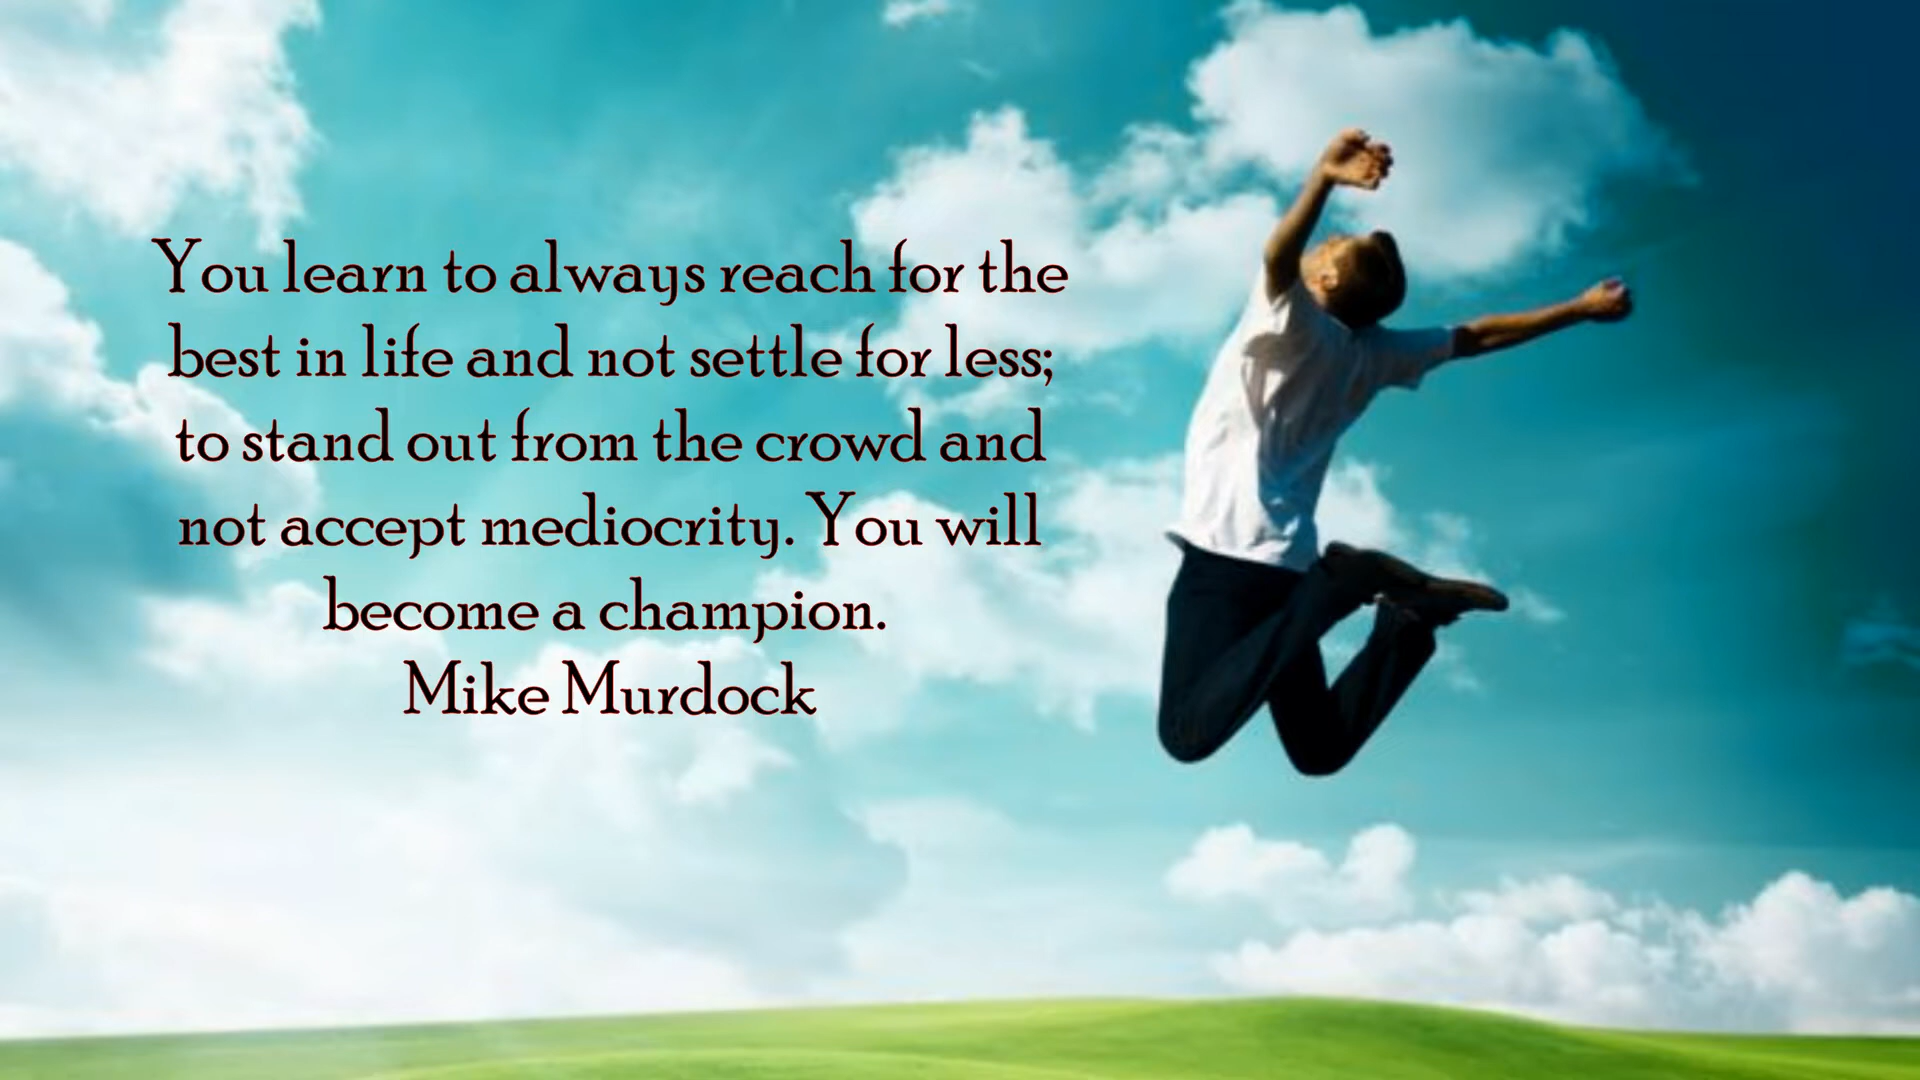 You learn to always reach for the
best in life and not settle for less;
to stand out from the crowd and
not accept mediocrity. You will
become a champion.
Mike Murdock